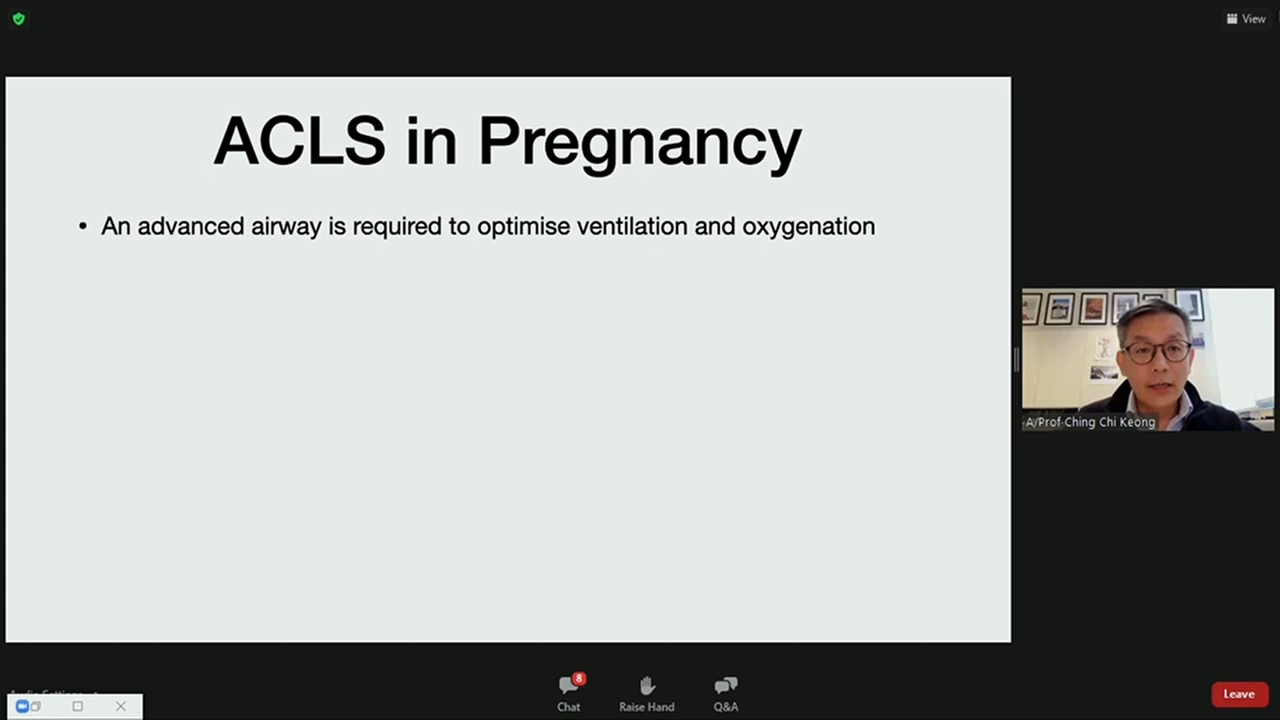 View
ACLS in Pregnancy
• An advanced airway is required to optimise ventilation and oxygenation
A/Prof Ching Chi Keong
8
Chat
Raise Hand
Q&A
Leave